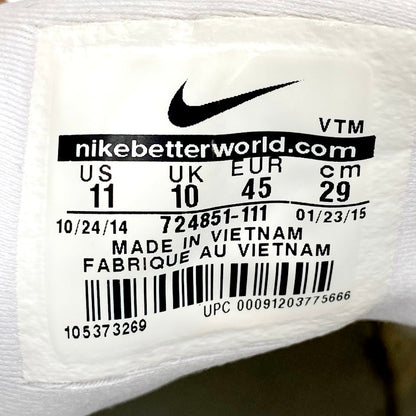 VTM
nikebetterworld.com
US UK EUR cm
11 10 45 29
10/24/14 724851-111 01/23/15
MADE IN VIETNAM
FABRIQUE AU VIETNAM
UPC 00091203775666
105373269